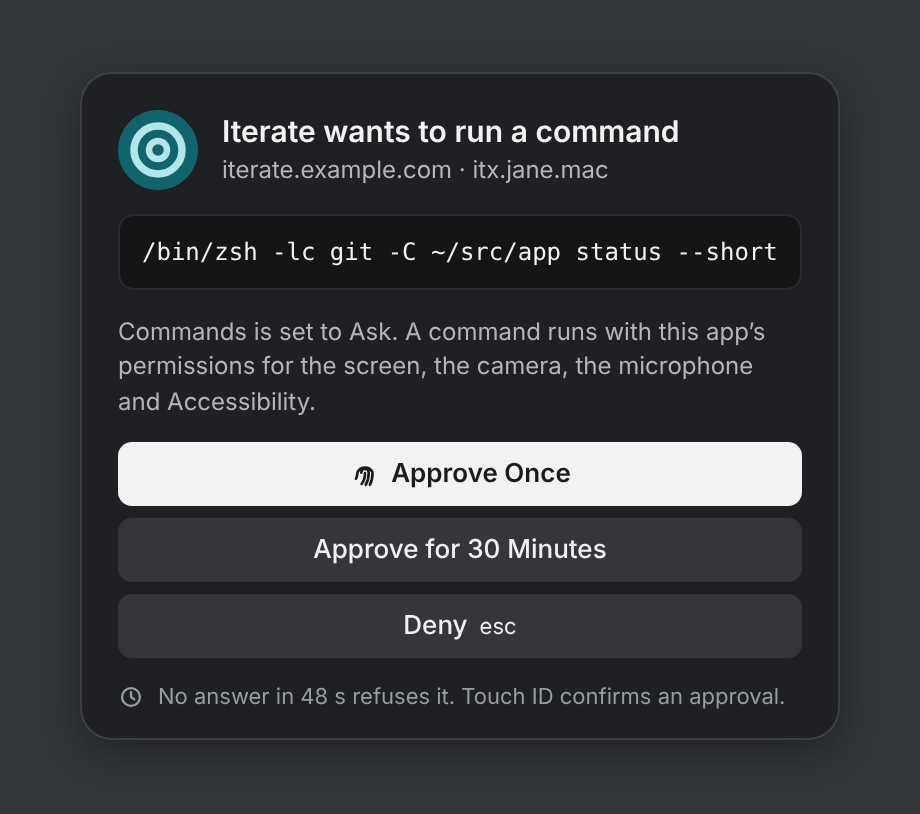 Iterate wants to run a command
iterate.example.com · itx.jane.mac
/bin/zsh -lc git -C ~/src/app status --short
Commands is set to Ask. A command runs with this app’s
permissions for the screen, the camera, the microphone
and Accessibility.
Approve Once
Approve for 30 Minutes
Deny esc
No answer in 48 s refuses it. Touch ID confirms an approval.